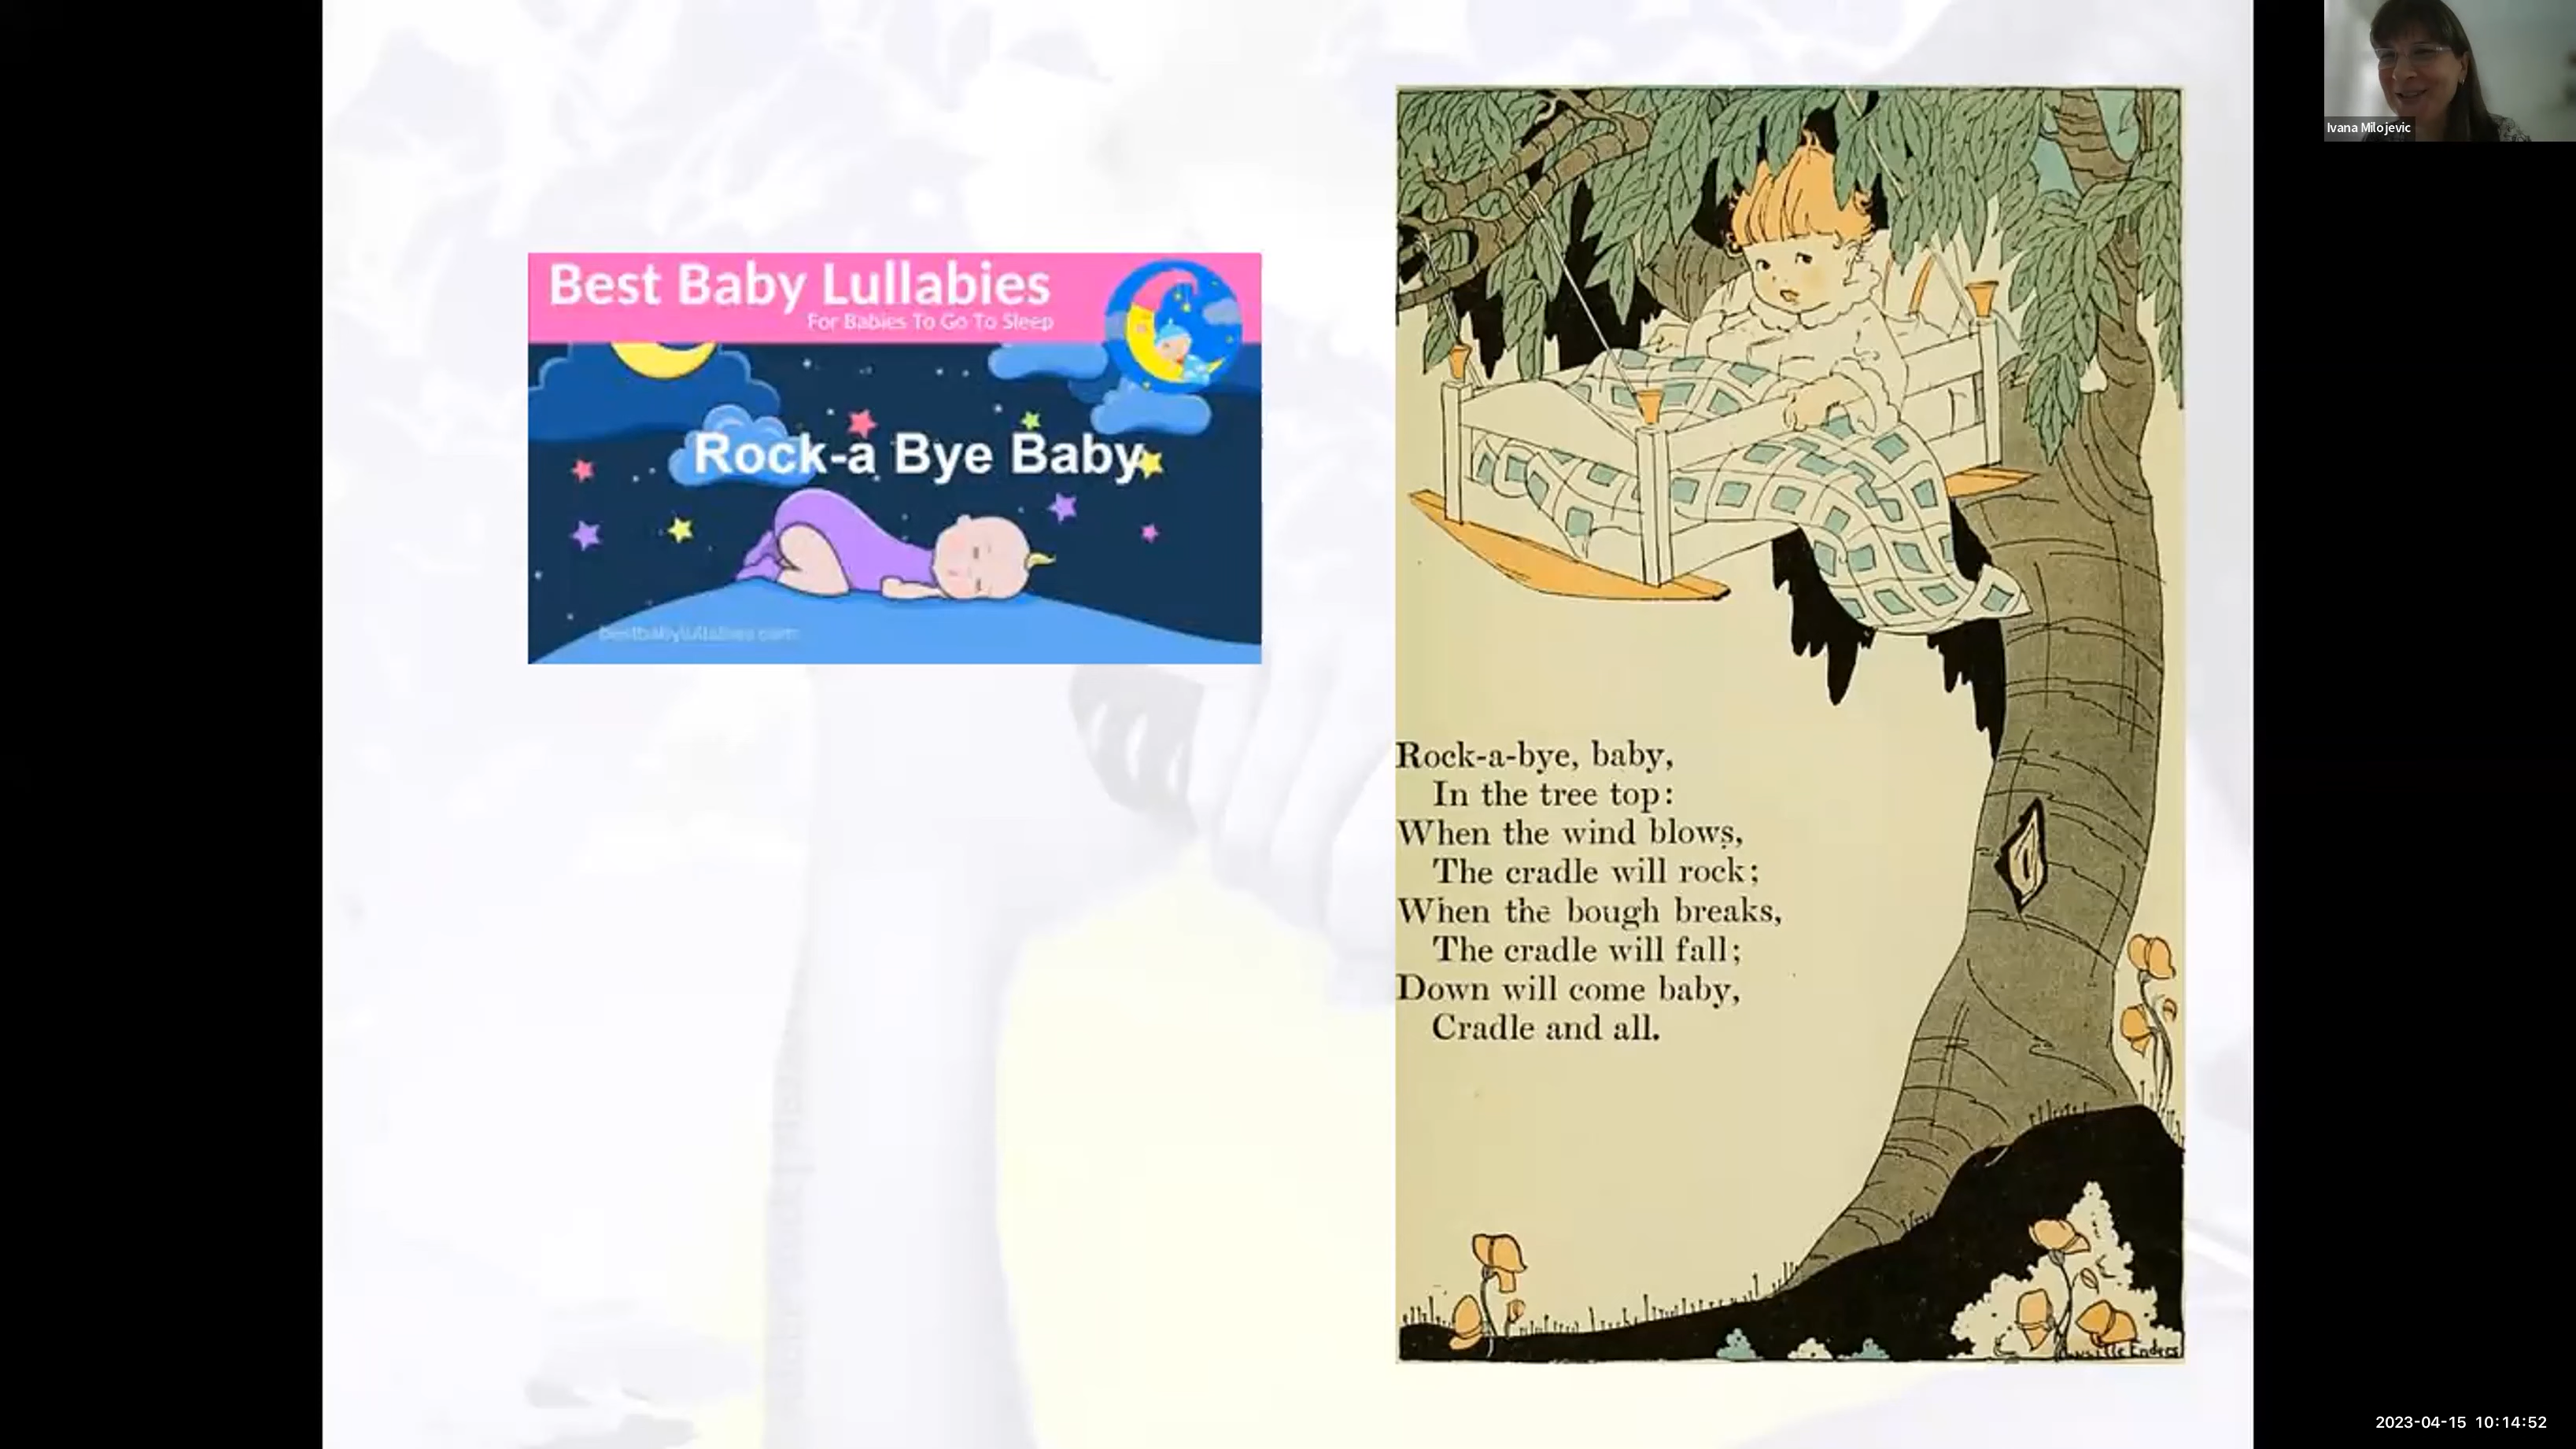 Best Baby Lullabies
For Babies To Go To Sleep
Rock-a Bye Baby
bestbabylullabies.com
Rock-a-bye, baby,
In the tree top:
When the wind blows,
The cradle will rock;
When the bough breaks,
The cradle will fall;
Down will come baby,
Cradle and all.
Enders
Ivana Milojevic
2023-04-15 10:14:52